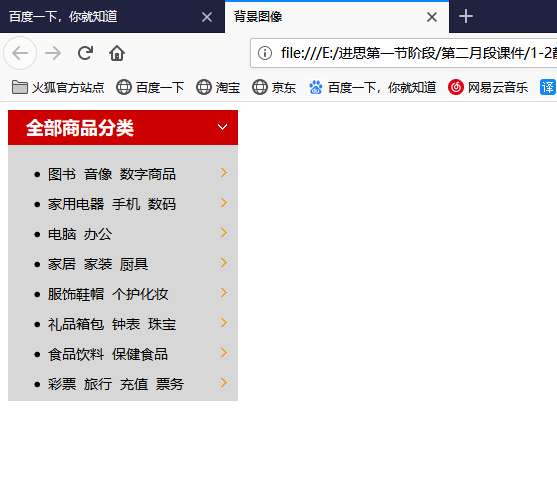 百度一下，你就知道
背景图像
file:///E:/进思第一节阶段/第二月段课件/1-2
火狐官方站点 百度一下 淘宝 京东 百度一下，你就知道 网易云音乐 译
全部商品分类
图书 音像 数字商品
家用电器 手机 数码
电脑 办公
家居 家装 厨具
服饰鞋帽 个护化妆
礼品箱包 钟表 珠宝
食品饮料 保健食品
彩票 旅行 充值 票务